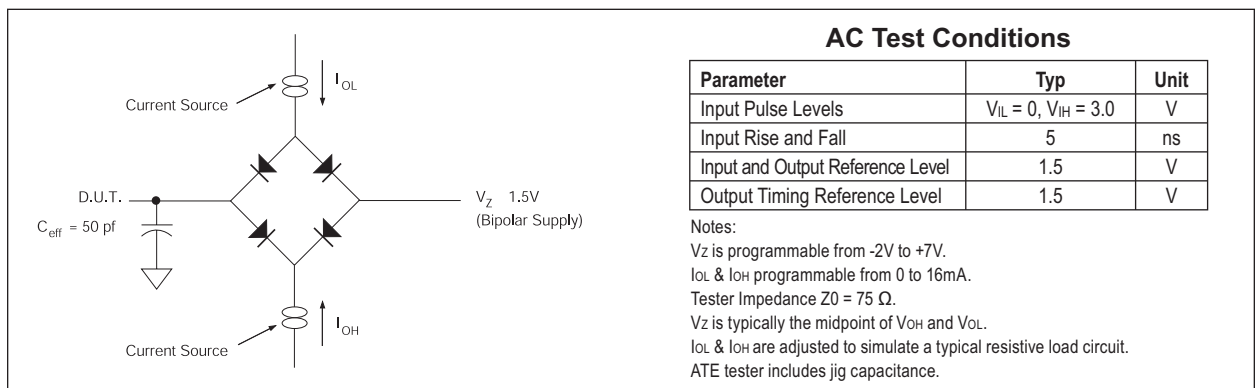 I OL
Current Source
D.U.T.
C eff = 50 pf
V Z 1.5V
(Bipolar Supply)
I OH
Current Source
AC Test Conditions
Parameter Typ Unit
Input Pulse Levels VIL = 0, VIH = 3.0 V
Input Rise and Fall 5 ns
Input and Output Reference Level 1.5 V
Output Timing Reference Level 1.5 V
Notes:
VZ is programmable from -2V to +7V.
IOL & IOH programmable from 0 to 16mA.
Tester Impedance Z0 = 75 Ω.
VZ is typically the midpoint of VOH and VOL.
IOL & IOH are adjusted to simulate a typical resistive load circuit.
ATE tester includes jig capacitance.